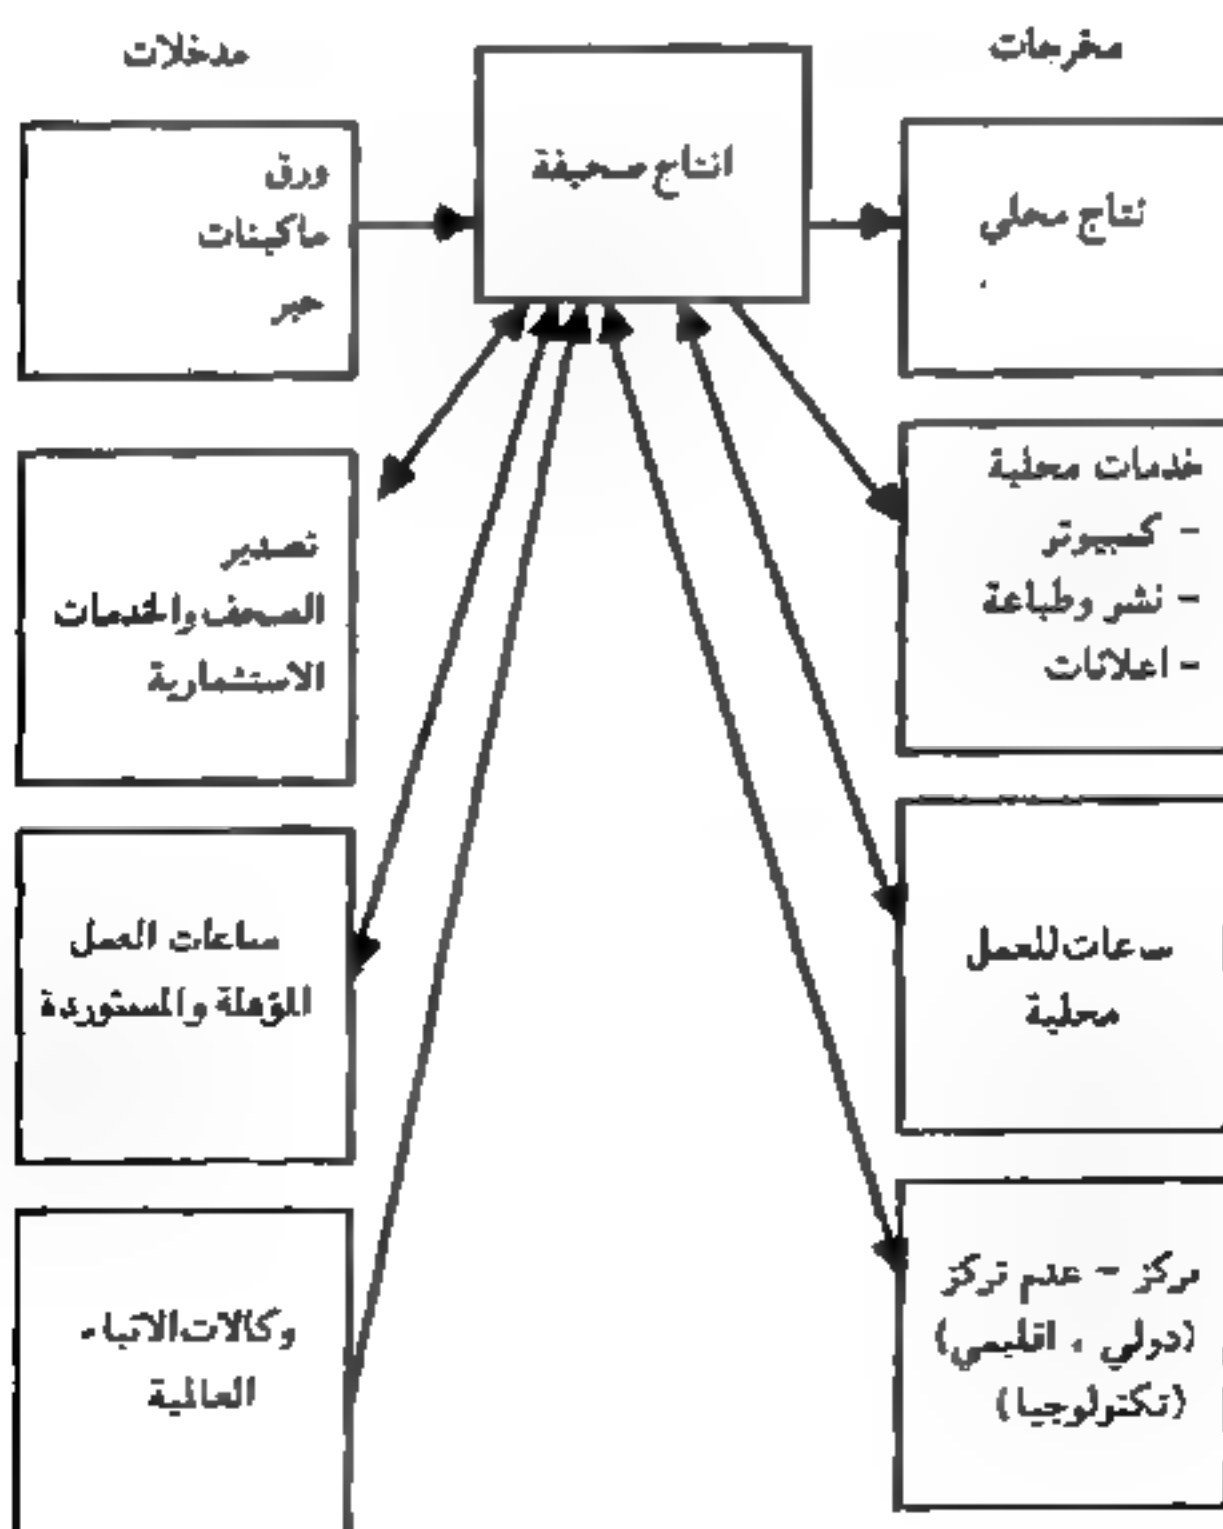 مدخلات
انتاج صحيفة
مخرجات
ورق
ماكينات
حبر
نتاج محلي
تصدير
الصحف والخدمات
الاستثمارية
خدمات محلية
- كمبيوتر
- نشر وطباعة
- اعلانات
ساعات العمل
المؤهلة والمستوردة
ساعات للعمل
محلية
وكالات الانباء
العالمية
مركز - عدم تركز
(دولي ، اقليمي)
(تكنولوجيا)